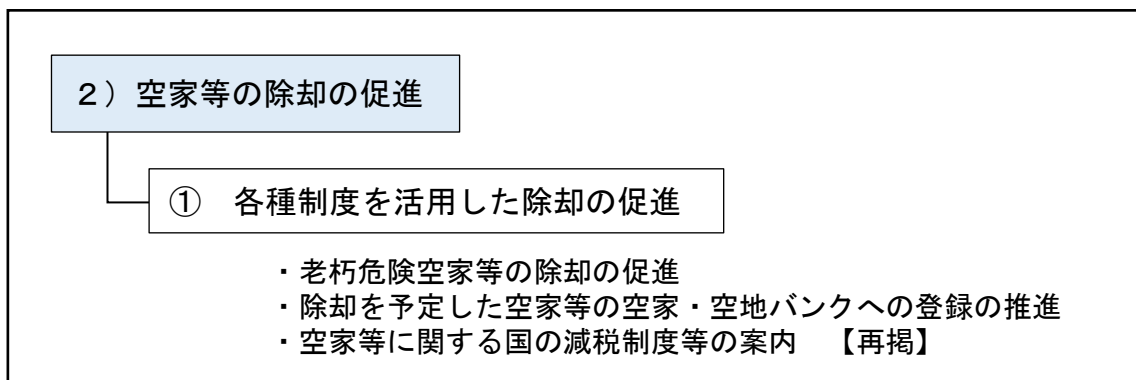 ２）空家等の除却の促進
①　各種制度を活用した除却の促進
・老朽危険空家等の除却の促進
・除却を予定した空家等の空家・空地バンクへの登録の推進
・空家等に関する国の減税制度等の案内　【再掲】